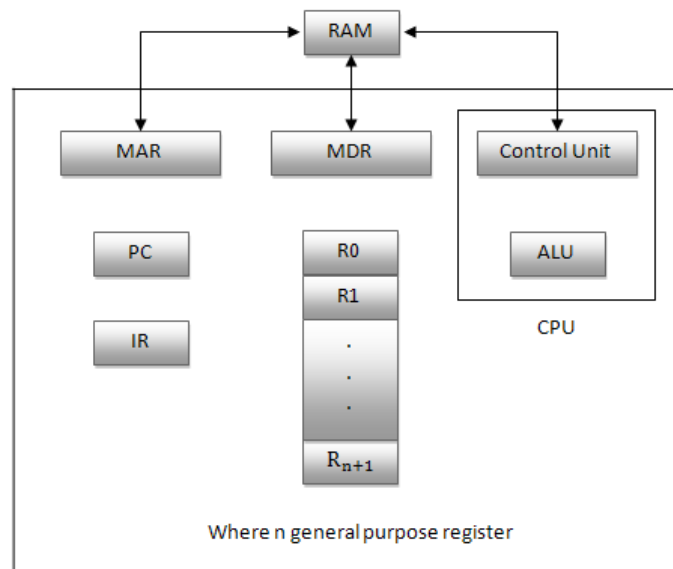 RAM
MAR
MDR
Control Unit
PC
R0
ALU
R1
CPU
IR
.
.
.
Rₙ₊₁
Where n general purpose register